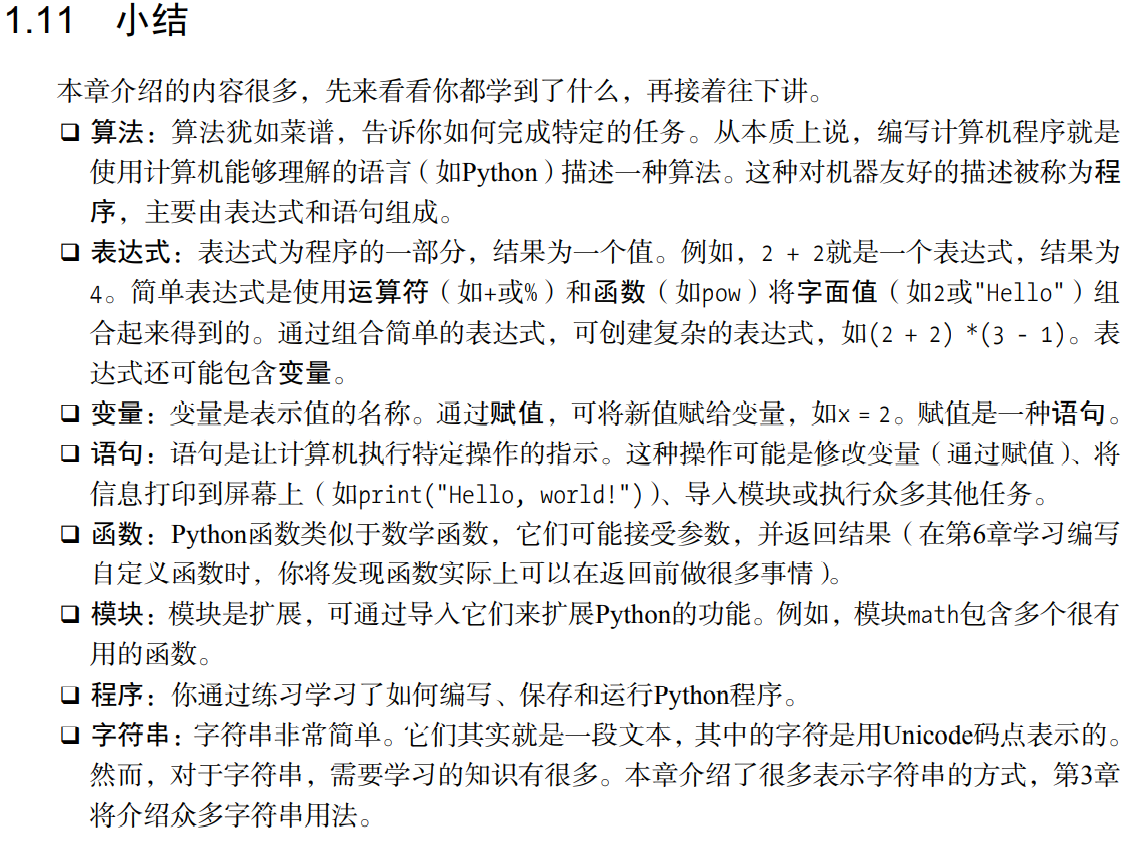 1.11 小结
本章介绍的内容很多，先来看看你都学到了什么，再接着往下讲。
❑ 算法：算法犹如菜谱，告诉你如何完成特定的任务。从本质上说，编写计算机程序就是
使用计算机能够理解的语言（如Python）描述一种算法。这种对机器友好的描述被称为程
序，主要由表达式和语句组成。
❑ 表达式：表达式为程序的一部分，结果为一个值。例如，2 + 2就是一个表达式，结果为
4。简单表达式是使用运算符（如+或%）和函数（如pow）将字面值（如2或"Hello"）组
合起来得到的。通过组合简单的表达式，可创建复杂的表达式，如(2 + 2) *(3 - 1)。表
达式还可能包含变量。
❑ 变量：变量是表示值的名称。通过赋值，可将新值赋给变量，如x = 2。赋值是一种语句。
❑ 语句：语句是让计算机执行特定操作的指示。这种操作可能是修改变量（通过赋值）、将
信息打印到屏幕上（如print("Hello, world!")）、导入模块或执行众多其他任务。
❑ 函数：Python函数类似于数学函数，它们可能接受参数，并返回结果（在第6章学习编写
自定义函数时，你将发现函数实际上可以在返回前做很多事情）。
❑ 模块：模块是扩展，可通过导入它们来扩展Python的功能。例如，模块math包含多个很有
用的函数。
❑ 程序：你通过练习学习了如何编写、保存和运行Python程序。
❑ 字符串：字符串非常简单。它们其实就是一段文本，其中的字符是用Unicode码点表示的。
然而，对于字符串，需要学习的知识有很多。本章介绍了很多表示字符串的方式，第3章
将介绍众多字符串用法。